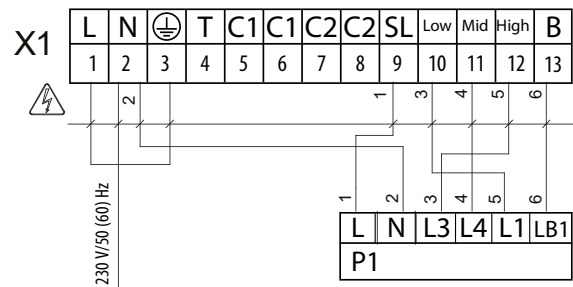 X1
L N T C1 C1 C2 C2 SL Low Mid High B
1 2 3 4 5 6 7 8 9 10 11 12 13
2 1 3 4 5 6
230 V/50 (60) Hz
1 2 3 4 5 6
L N L3 L4 L1 LB1
P1